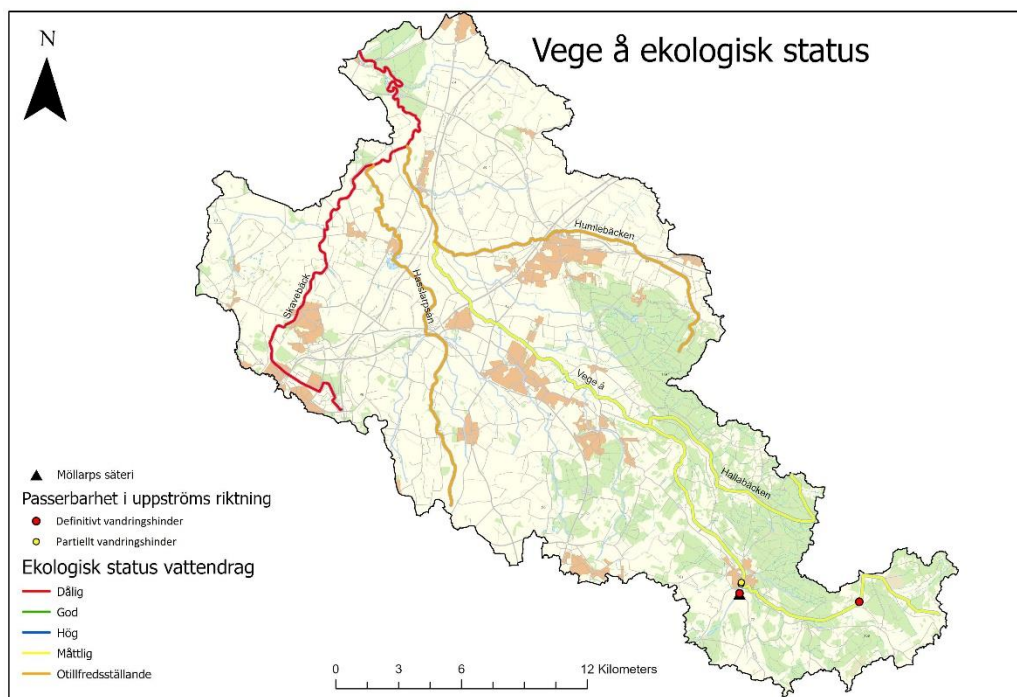 Vege å ekologisk status
N
Humlebäcken
Skavebäck
Hasslarpsån
Vege å
Hallabäcken
Möllarps säteri
Passerbarhet i uppströms riktning
Definitivt vandringshinder
Partiellt vandringshinder
Ekologisk status vattendrag
Dålig
God
Hög
Måttlig
Otillfredsställande
0 3 6 12 Kilometers